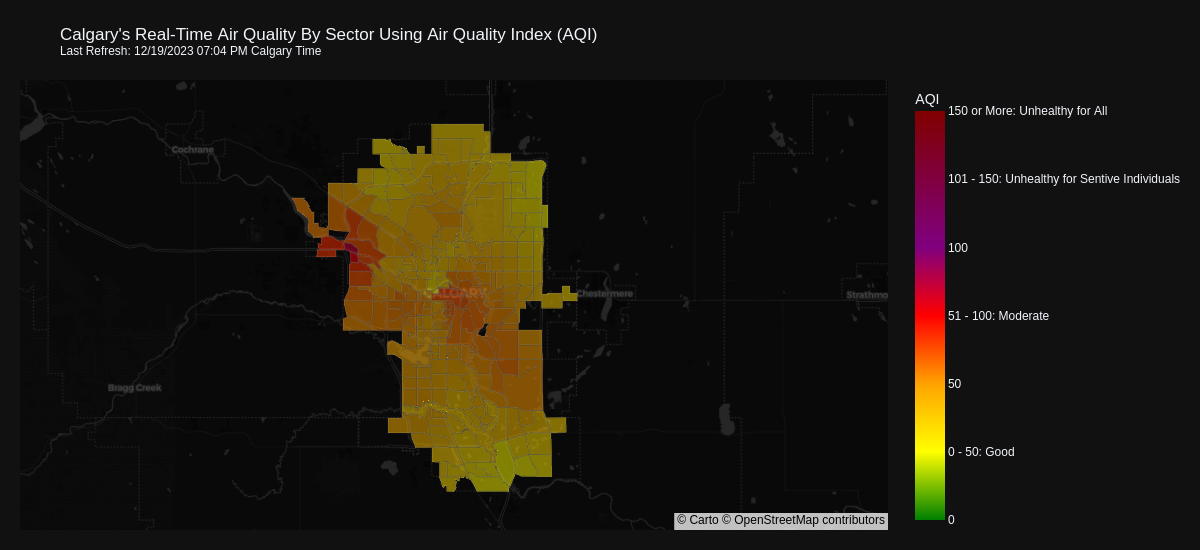 Calgary's Real-Time Air Quality By Sector Using Air Quality Index (AQI)
Last Refresh: 12/19/2023 07:04 PM Calgary Time
AQI
150 or More: Unhealthy for All
Cochrane
101 - 150: Unhealthy for Sentive Individuals
100
CALGARY
Chestermere
Strathmo
51 - 100: Moderate
Bragg Creek
50
0 - 50: Good
0
© Carto © OpenStreetMap contributors